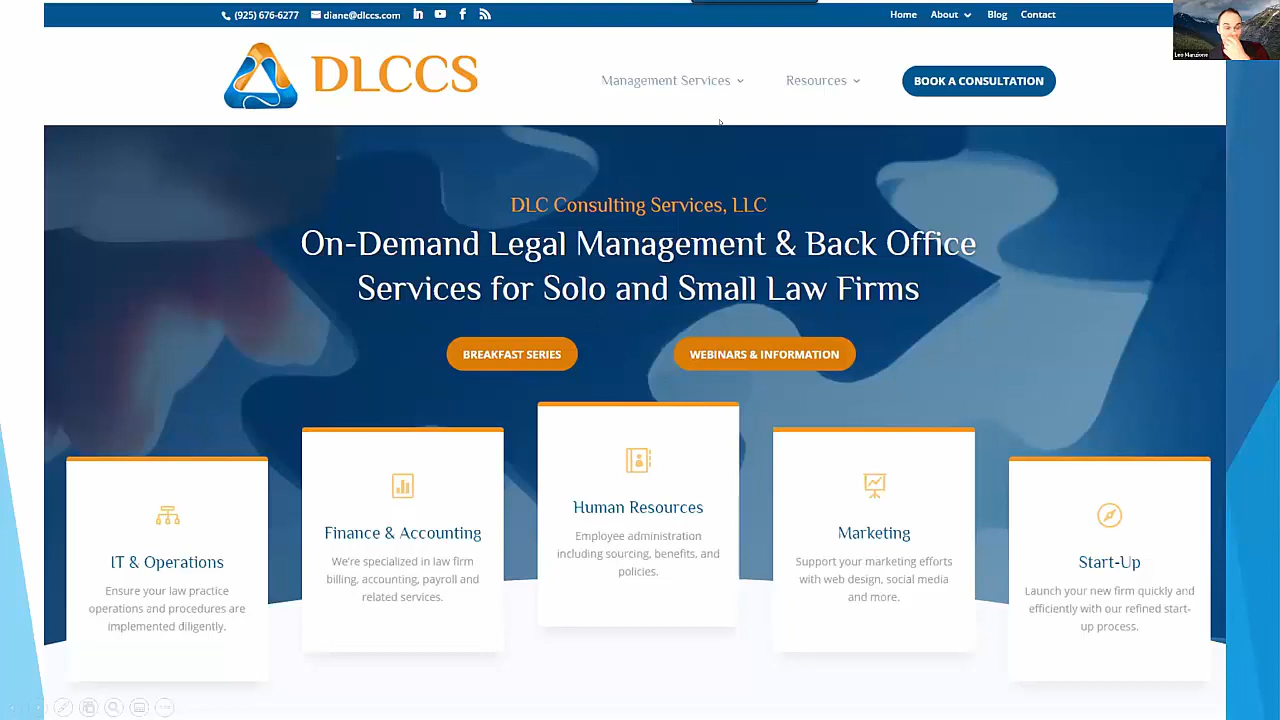 (925) 676-6277
diane@dlccs.com
Home
About
Blog
Contact
DLCCS
Management Services
Resources
BOOK A CONSULTATION
Leo Manzione
DLC Consulting Services, LLC
On-Demand Legal Management & Back Office
Services for Solo and Small Law Firms
BREAKFAST SERIES
WEBINARS & INFORMATION
IT & Operations
Ensure your law practice
operations and procedures are
implemented diligently.
Finance & Accounting
We're specialized in law firm
billing, accounting, payroll and
related services.
Human Resources
Employee administration
including sourcing, benefits, and
policies.
Marketing
Support your marketing efforts
with web design, social media
and more.
Start-Up
Launch your new firm quickly and
efficiently with our refined start-
up process.